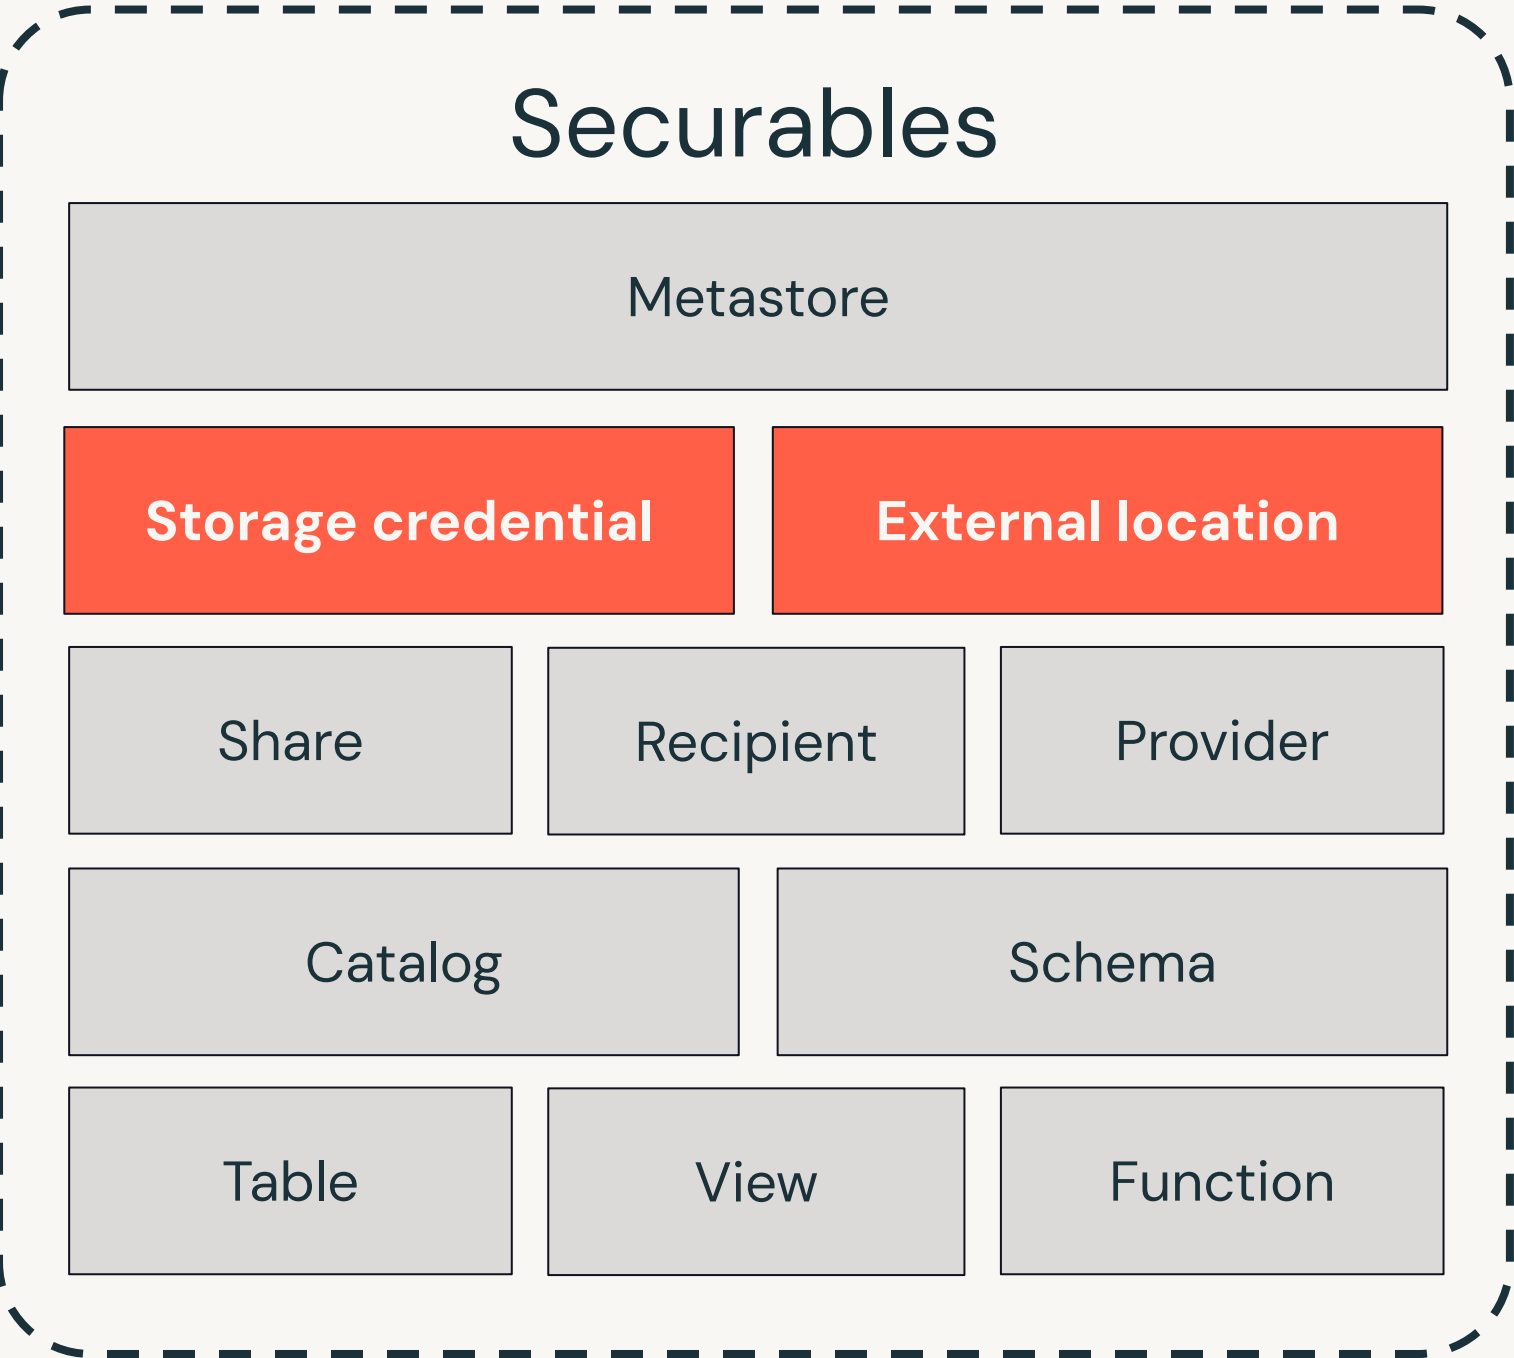 Securables
Metastore
Storage credential
External location
Share
Recipient
Provider
Catalog
Schema
Table
View
Function